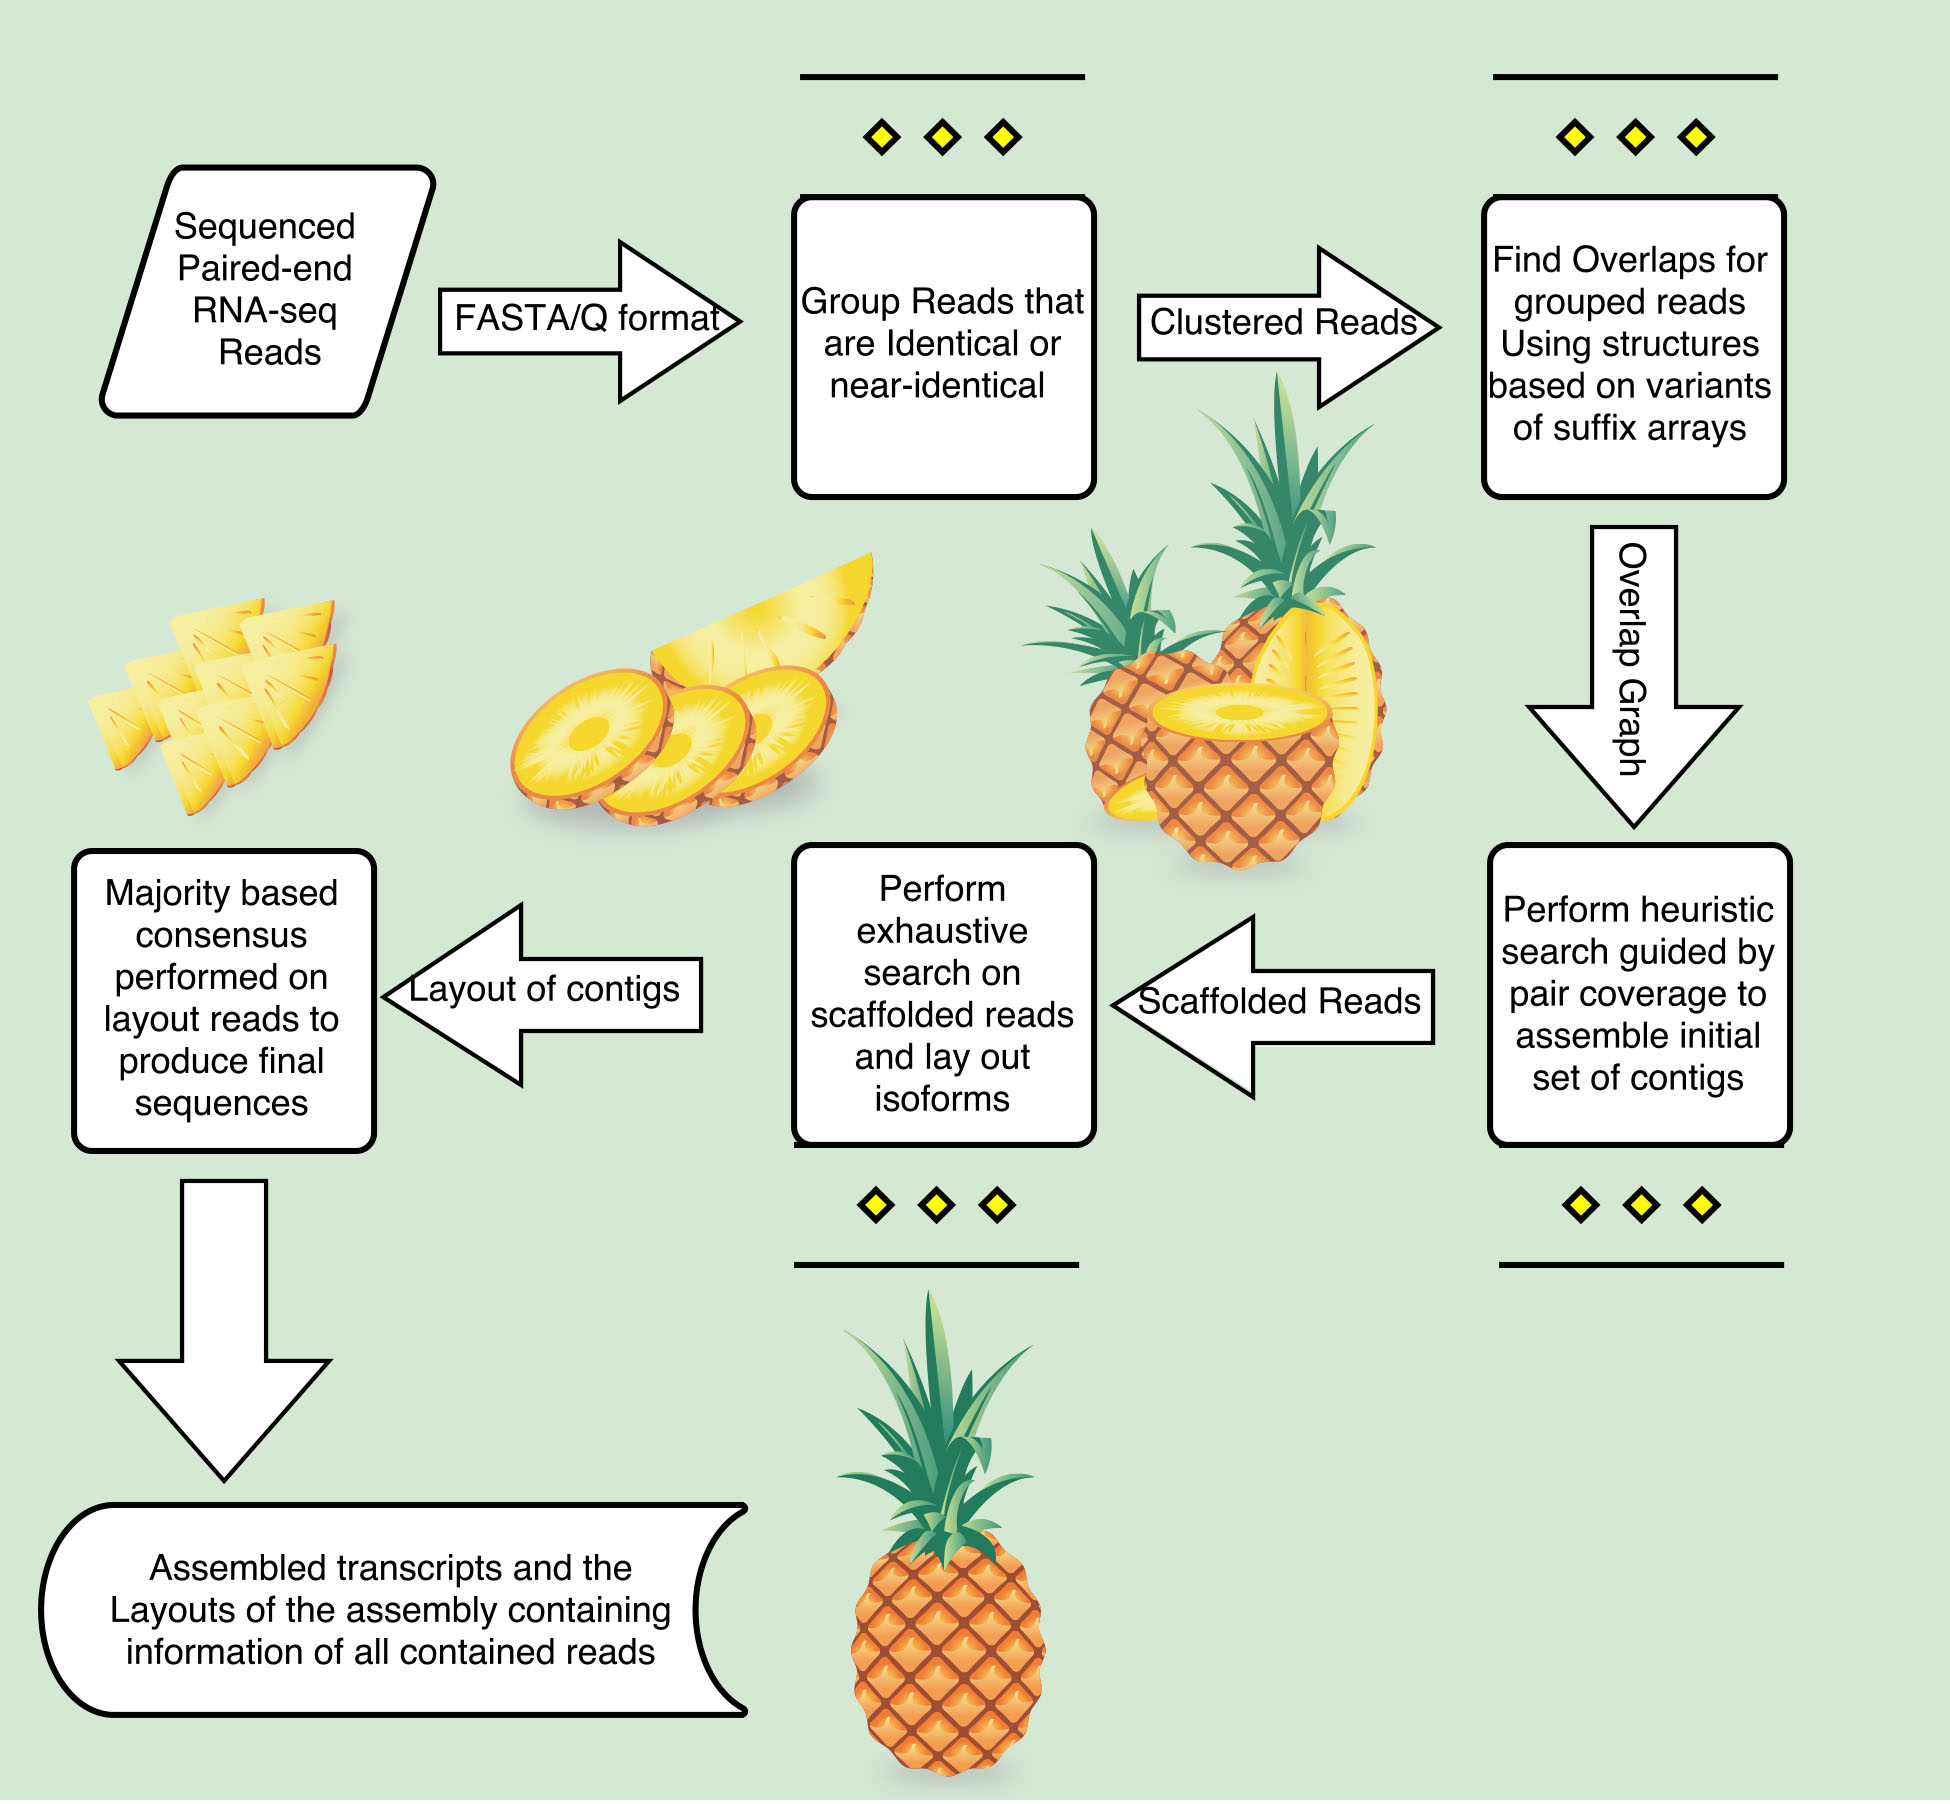 Sequenced
Paired-end
RNA-seq
Reads
FASTA/Q format
Group Reads that
are Identical or
near-identical
Clustered Reads
Find Overlaps for
grouped reads
Using structures
based on variants
of suffix arrays
Overlap Graph
Perform heuristic
search guided by
pair coverage to
assemble initial
set of contigs
Scaffolded Reads
Perform
exhaustive
search on
scaffolded reads
and lay out
isoforms
Layout of contigs
Majority based
consensus
performed on
layout reads to
produce final
sequences
Assembled transcripts and the
Layouts of the assembly containing
information of all contained reads